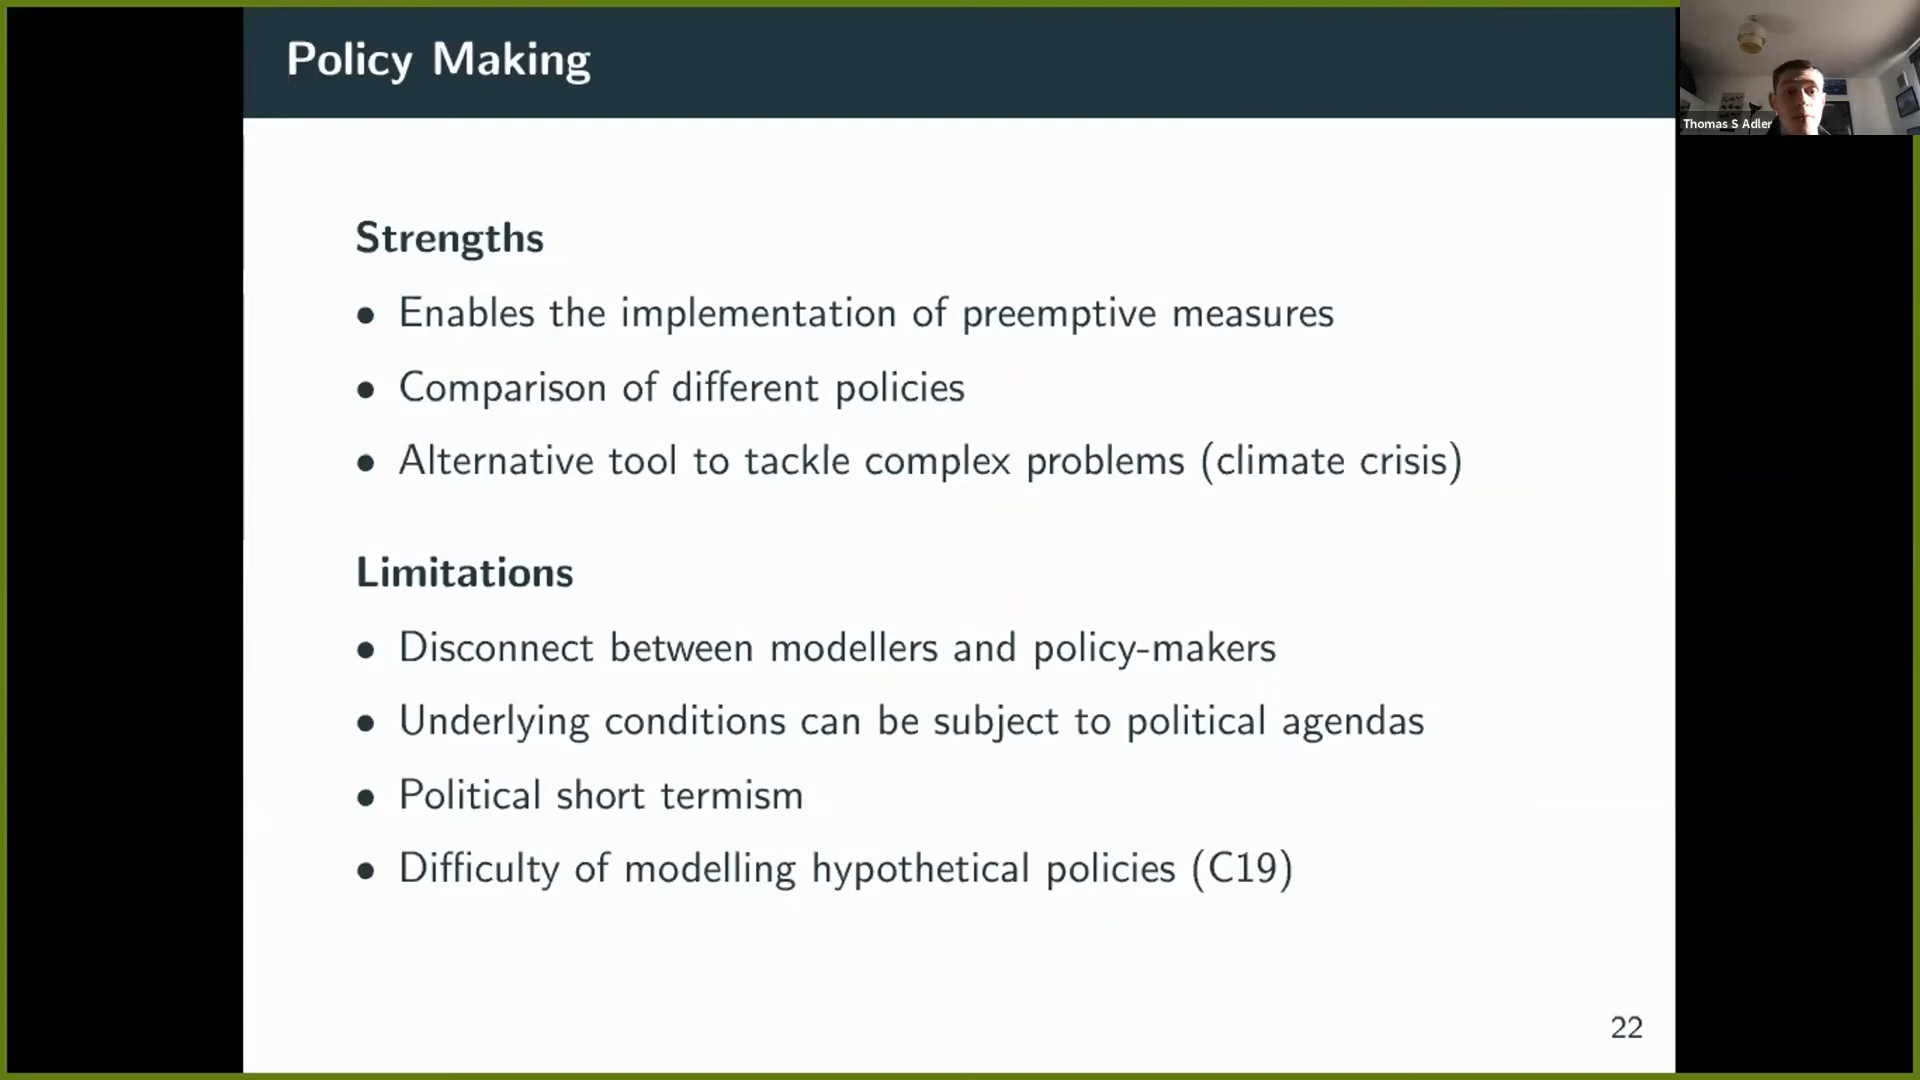 Policy Making
Thomas S Adler
Strengths
• Enables the implementation of preemptive measures
• Comparison of different policies
• Alternative tool to tackle complex problems (climate crisis)
Limitations
• Disconnect between modellers and policy-makers
• Underlying conditions can be subject to political agendas
• Political short termism
• Difficulty of modelling hypothetical policies (C19)
22